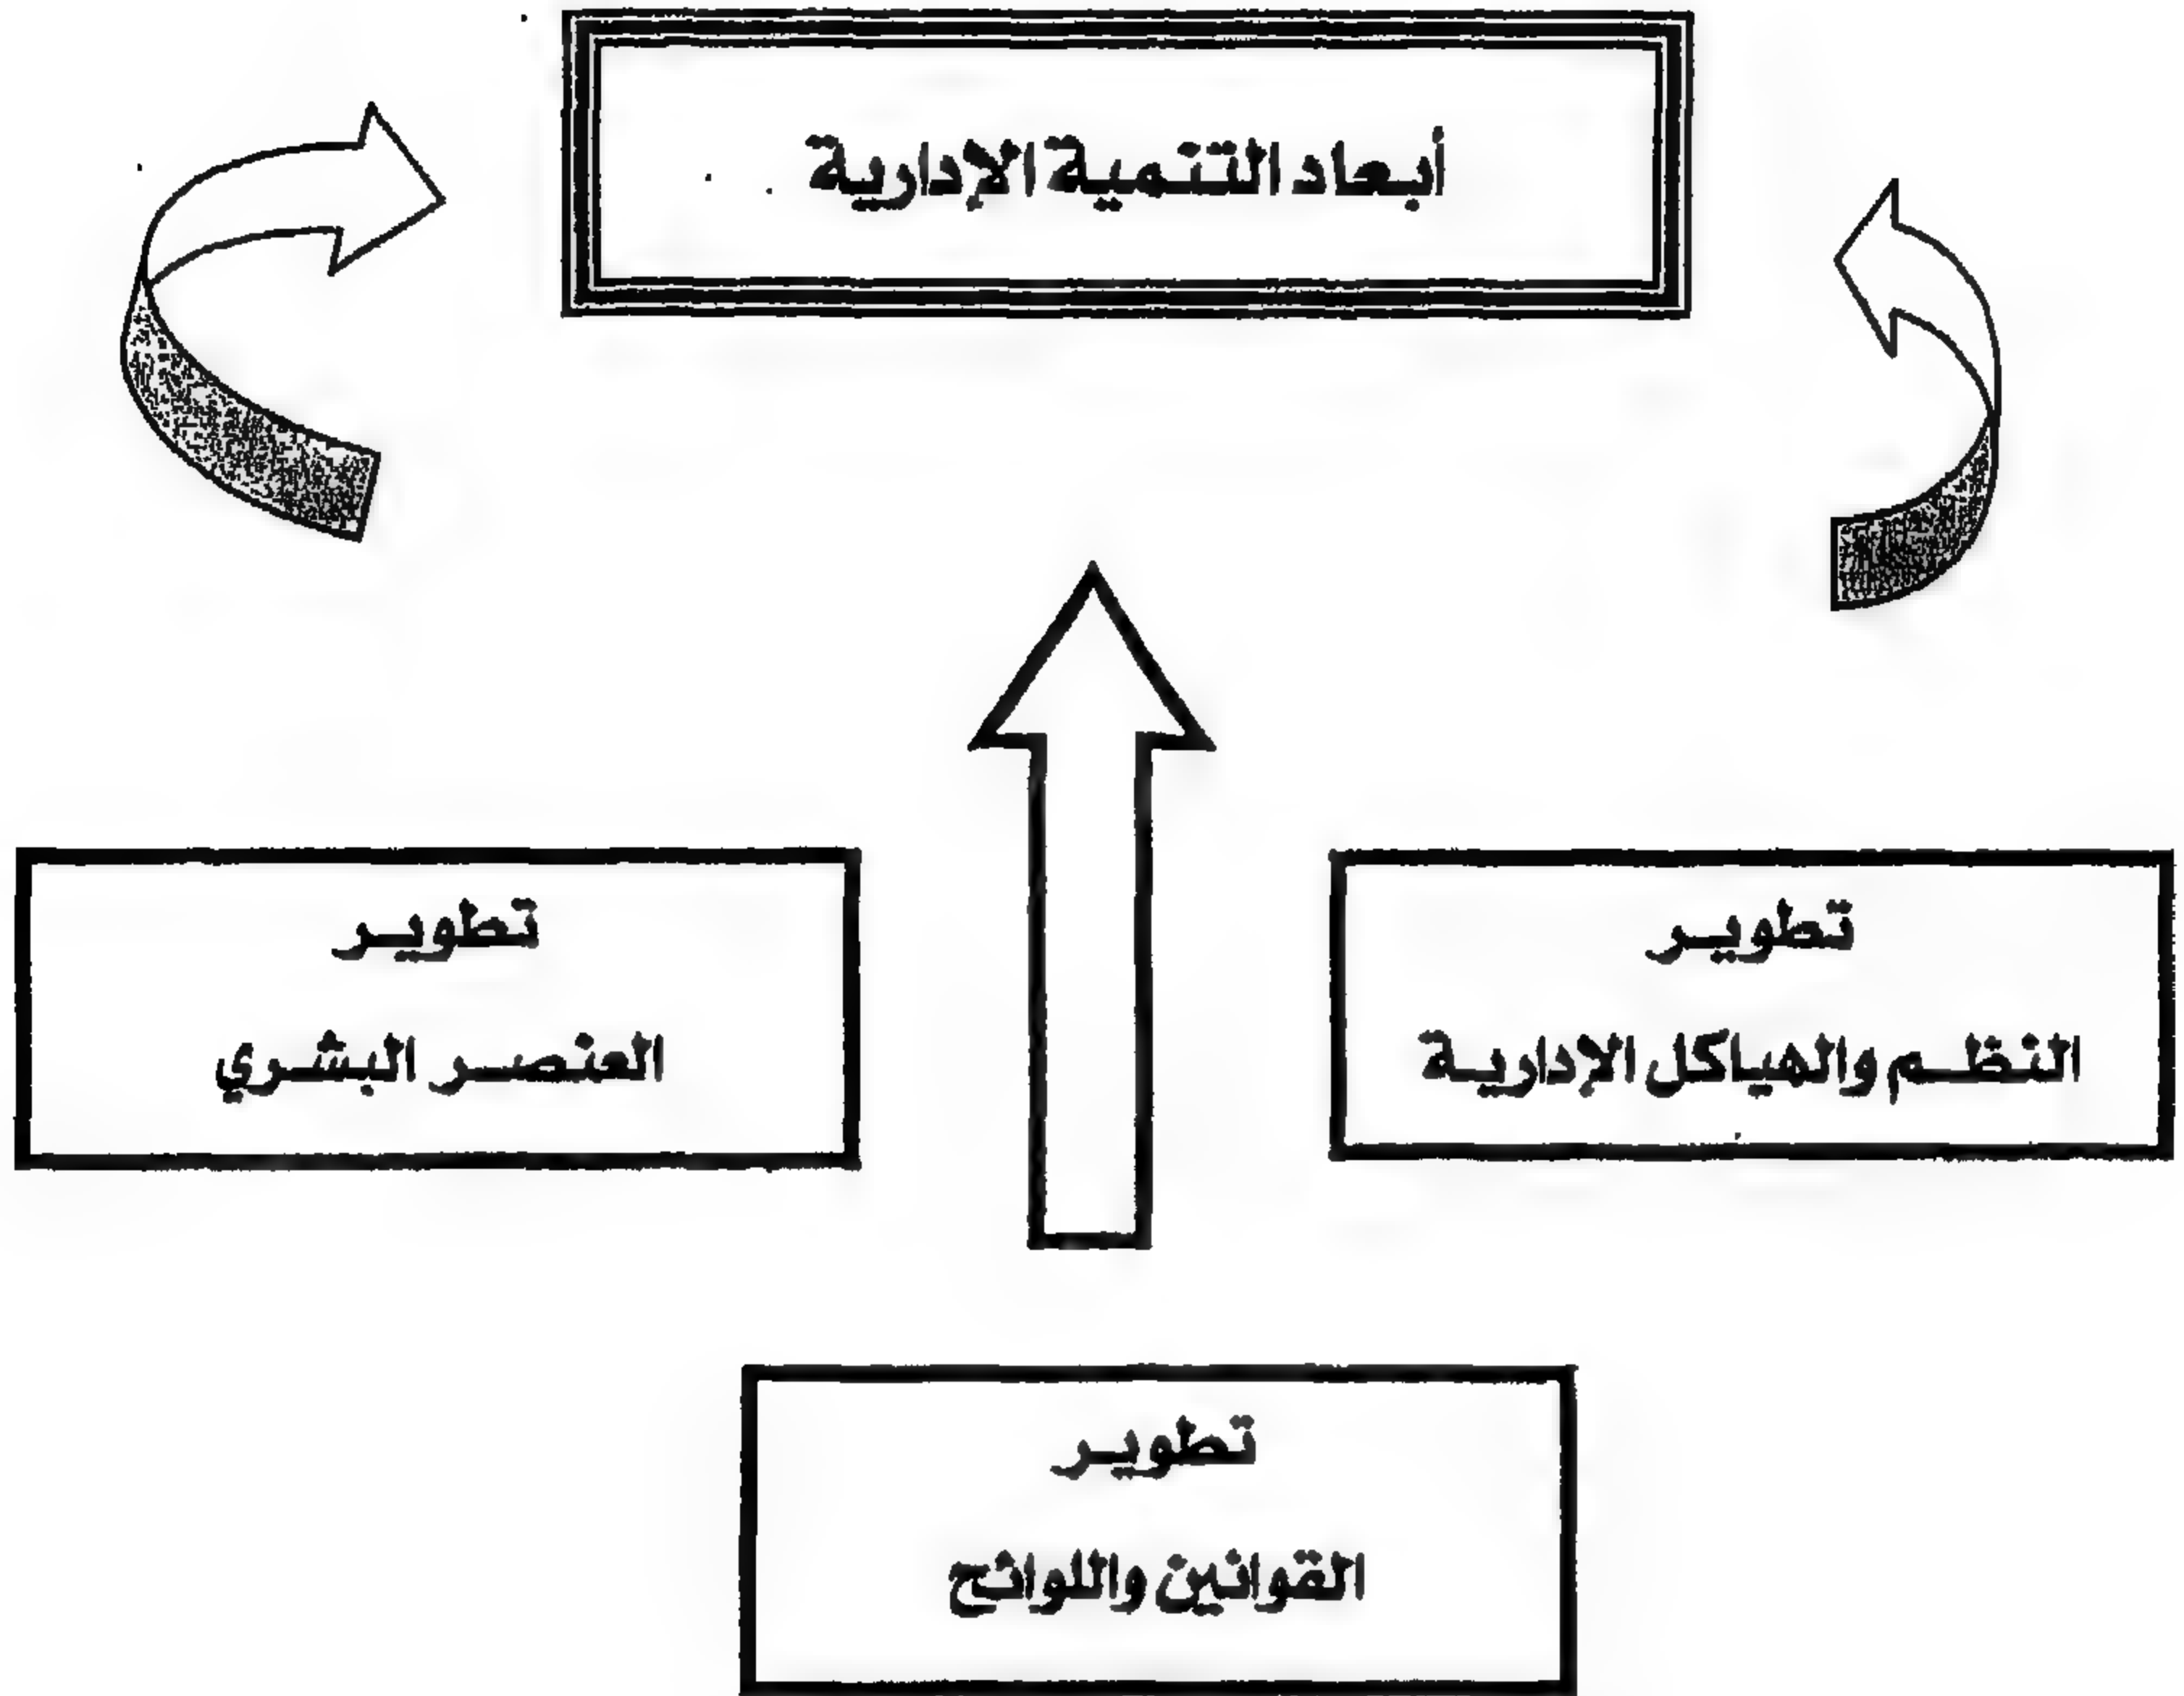 أبعاد التنمية الإدارية
تطوير
النظم والهياكل الإدارية
تطوير
العنصر البشري
تطوير
القوانين واللوائح